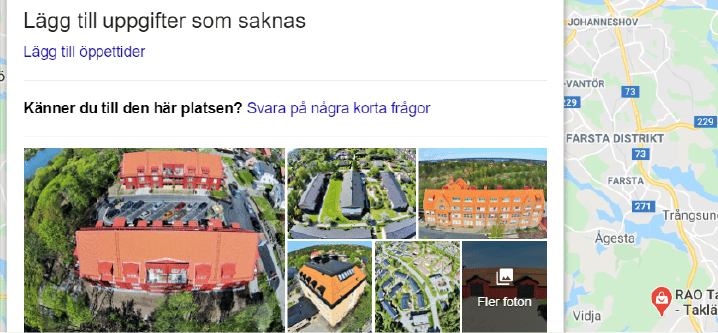 Lägg till uppgifter som saknas
Lägg till öppettider
Känner du till den här platsen? Svara på några korta frågor
Fler foton
JOHANNESHOV
-VANTÖR
73
229
229
FARSTA DISTRIKT
73
FARSTA
271
Trångsun
Ågesta
RAO Ta
- Taklä
Vidja